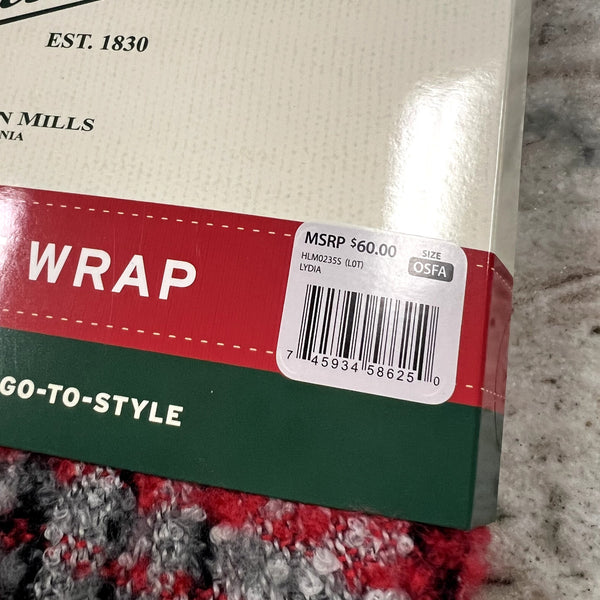 EST. 1830
N MILLS
NIA
WRAP
MSRP $60.00
SIZE
HLM02355 (LOT)
OSFA
LYDIA
7 45934 58625 0
GO-TO-STYLE